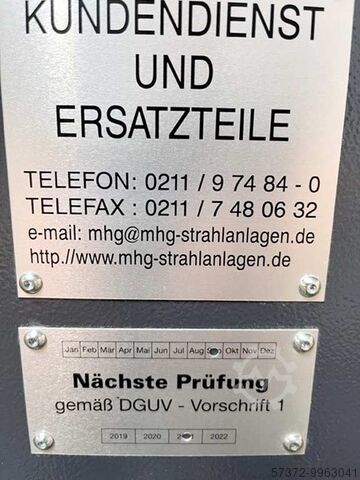 KUNDENDIENST
UND
ERSATZTEILE
TELEFON: 0211 / 9 74 84 - 0
TELEFAX : 0211 / 7 48 06 32
e-mail: mhg@mhg-strahlanlagen.de
http://www.mhg-strahlanlagen.de
Jan Feb Mär Apr Mai Jun Jul Aug Sep Okt Nov Dez
Nächste Prüfung
gemäß DGUV - Vorschrift 1
2019 2020 2021 2022
57372-9963041